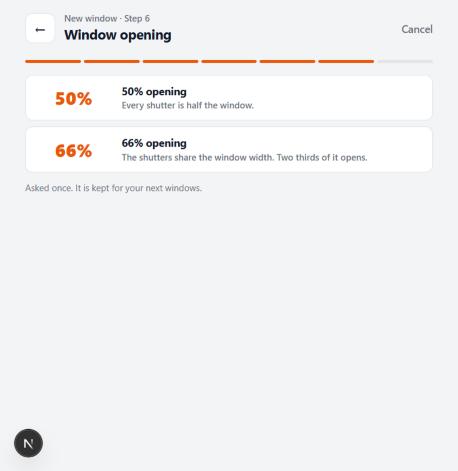 ←
New window · Step 6
Window opening
Cancel
50%
50% opening
Every shutter is half the window.
66%
66% opening
The shutters share the window width. Two thirds of it opens.
Asked once. It is kept for your next windows.
N